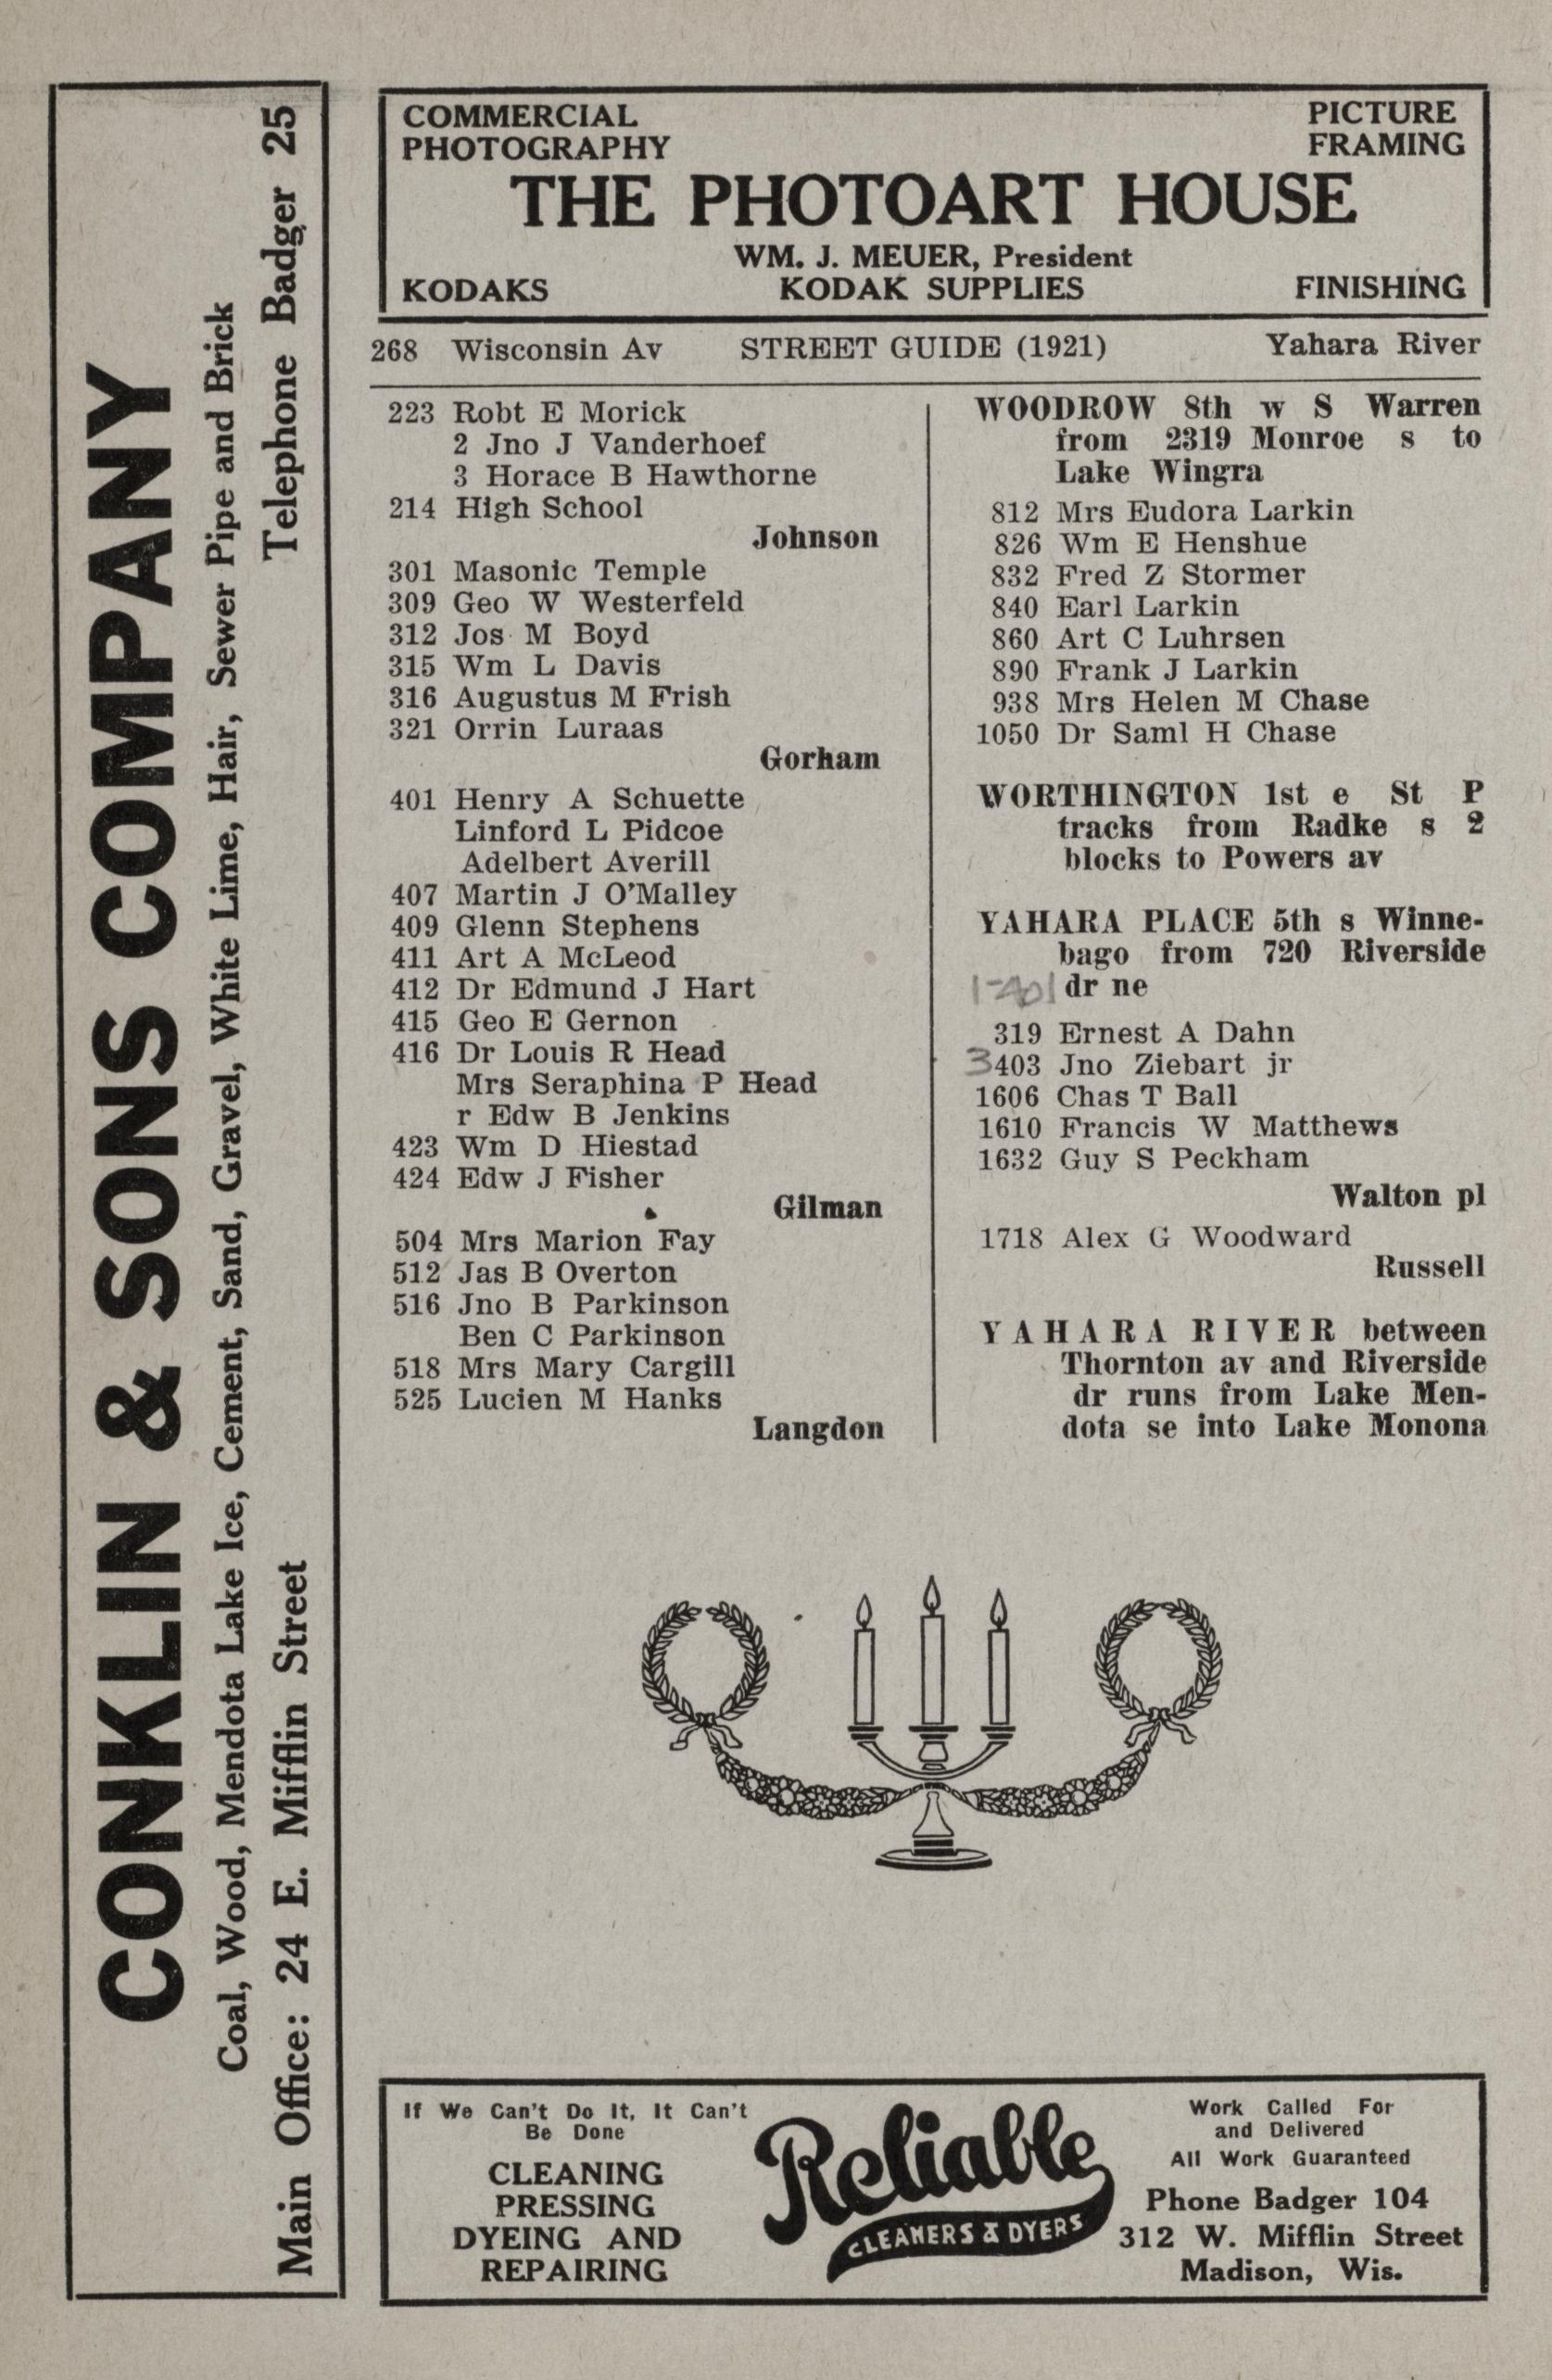 CONKLIN & SONS COMPANY
Coal, Wood, Mendota Lake Ice, Cement, Sand, Gravel, White Lime, Hair, Sewer Pipe and Brick
Main Office: 24 E. Mifflin Street Telephone Badger 25
COMMERCIAL PHOTOGRAPHY
PICTURE FRAMING
THE PHOTOART HOUSE
WM. J. MEUER, President
KODAKS KODAK SUPPLIES FINISHING
268 Wisconsin Av STREET GUIDE (1921) Yahara River
223 Robt E Morick
2 Jno J Vanderhoef
3 Horace B Hawthorne
214 High School
Johnson
301 Masonic Temple
309 Geo W Westerfeld
312 Jos M Boyd
315 Wm L Davis
316 Augustus M Frish
321 Orrin Luraas
Gorham
401 Henry A Schuette
Linford L Pidcoe
Adelbert Averill
407 Martin J O'Malley
409 Glenn Stephens
411 Art A McLeod
412 Dr Edmund J Hart
415 Geo E Gernon
416 Dr Louis R Head
Mrs Seraphina P Head
r Edw B Jenkins
423 Wm D Hiestad
424 Edw J Fisher
Gilman
504 Mrs Marion Fay
512 Jas B Overton
516 Jno B Parkinson
Ben C Parkinson
518 Mrs Mary Cargill
525 Lucien M Hanks
Langdon
WOODROW 8th w S Warren
from 2319 Monroe s to
Lake Wingra
812 Mrs Eudora Larkin
826 Wm E Henshue
832 Fred Z Stormer
840 Earl Larkin
860 Art C Luhrsen
890 Frank J Larkin
938 Mrs Helen M Chase
1050 Dr Saml H Chase
WORTHINGTON 1st e St P
tracks from Radke s 2
blocks to Powers av
YAHARA PLACE 5th s Winne-
bago from 720 Riverside
dr ne
319 Ernest A Dahn
3 403 Jno Ziebart jr
1606 Chas T Ball
1610 Francis W Matthews
1632 Guy S Peckham
Walton pl
1718 Alex G Woodward
Russell
YAHARA RIVER between
Thornton av and Riverside
dr runs from Lake Men-
dota se into Lake Monona
If We Can't Do It, It Can't
Be Done
CLEANING
PRESSING
DYEING AND
REPAIRING
Reliable
CLEANERS & DYERS
Work Called For
and Delivered
All Work Guaranteed
Phone Badger 104
312 W. Mifflin Street
Madison, Wis.